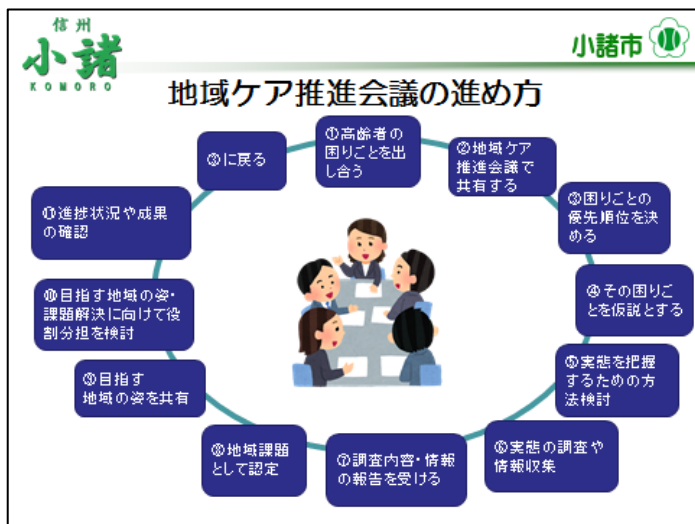 信州
小諸
KOMORO
小諸市
地域ケア推進会議の進め方
①高齢者の
困りごとを出し
合う
②地域ケア
推進会議で
共有する
③困りごとの
優先順位を決
める
④その困りご
とを仮説とする
⑤実態を把握
するための方
法検討
⑥実態の調査や
情報収集
⑦調査内容・情報
の報告を受ける
⑧地域課題
として認定
⑨目指す
地域の姿を共有
⑩目指す地域の姿・
課題解決に向けて役
割分担を検討
⑪進捗状況や成果
の確認
③に戻る